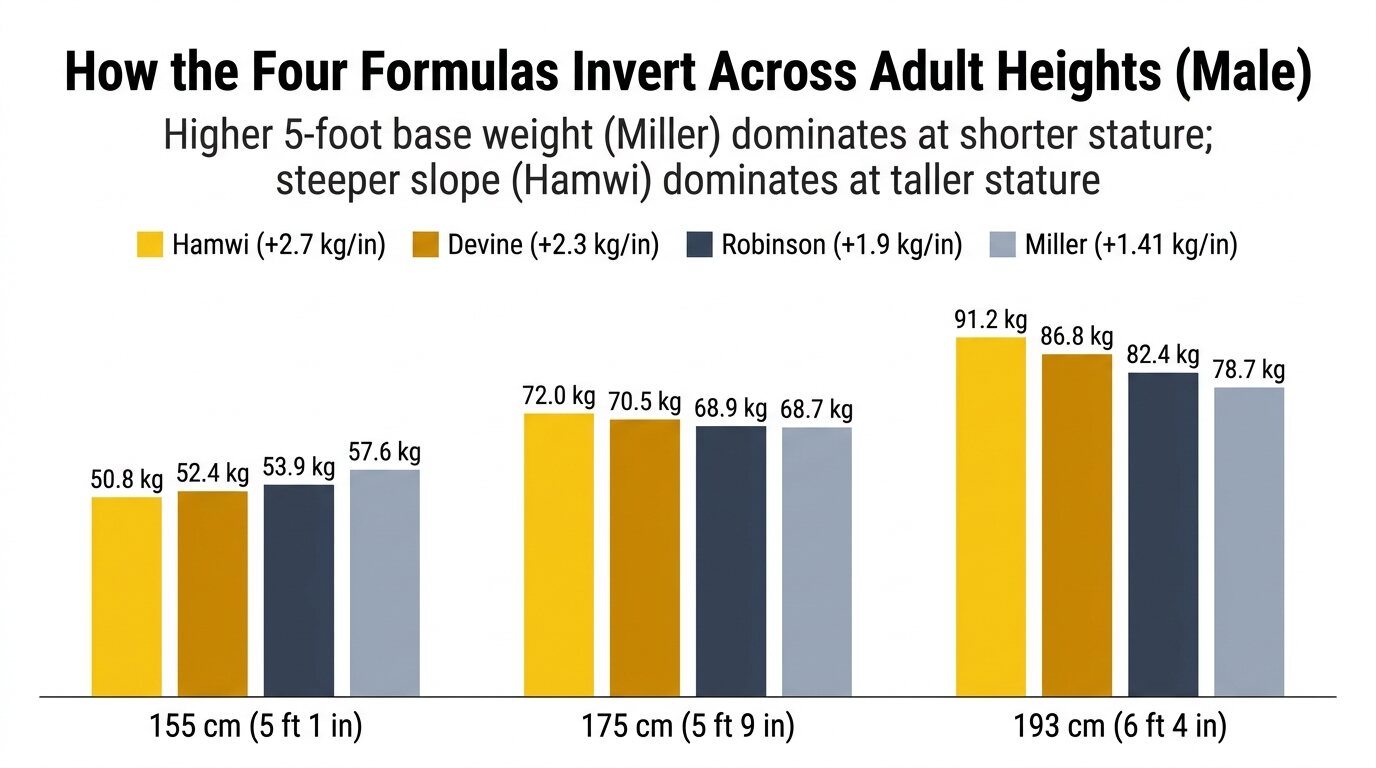 How the Four Formulas Invert Across Adult Heights (Male)
Higher 5-foot base weight (Miller) dominates at shorter stature;
steeper slope (Hamwi) dominates at taller stature
Hamwi (+2.7 kg/in) Devine (+2.3 kg/in) Robinson (+1.9 kg/in) Miller (+1.41 kg/in)
50.8 kg 52.4 kg 53.9 kg 57.6 kg
72.0 kg 70.5 kg 68.9 kg 68.7 kg
91.2 kg 86.8 kg 82.4 kg 78.7 kg
155 cm (5 ft 1 in) 175 cm (5 ft 9 in) 193 cm (6 ft 4 in)